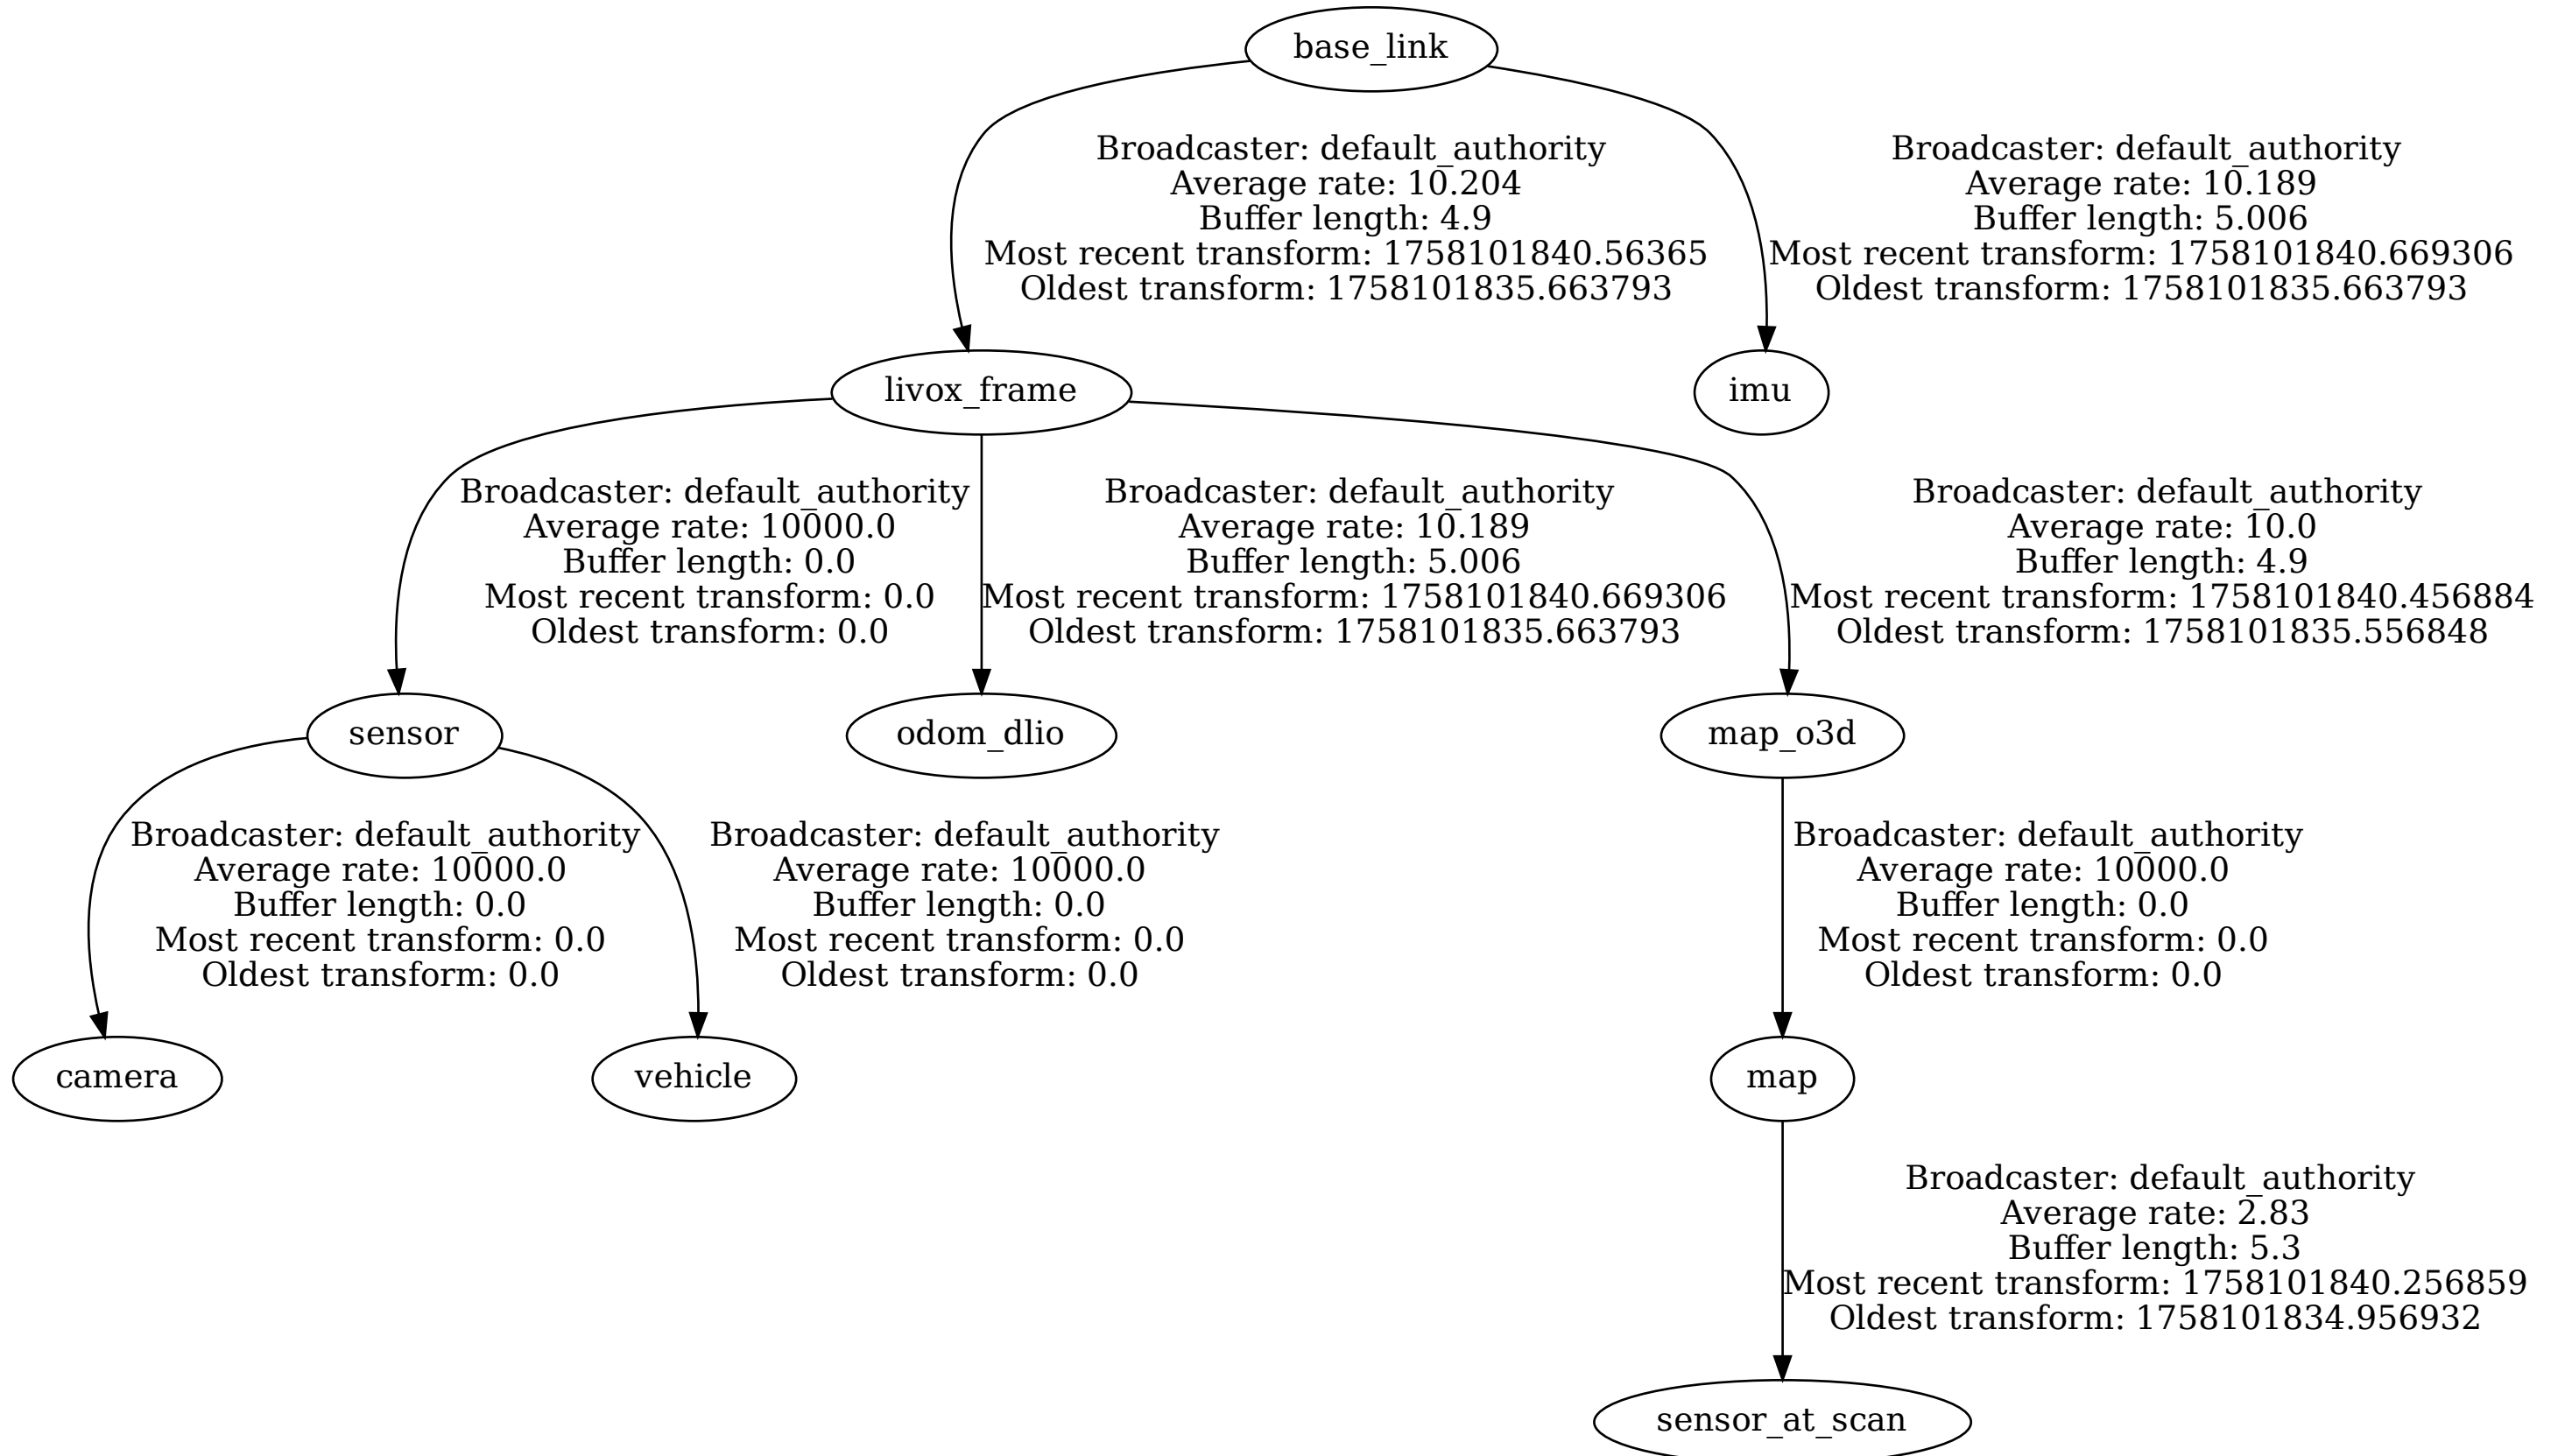 base_link
Broadcaster: default_authority
Average rate: 10.204
Buffer length: 4.9
Most recent transform: 1758101840.56365
Oldest transform: 1758101835.663793
Broadcaster: default_authority
Average rate: 10.189
Buffer length: 5.006
Most recent transform: 1758101840.669306
Oldest transform: 1758101835.663793
livox_frame
imu
Broadcaster: default_authority
Average rate: 10000.0
Buffer length: 0.0
Most recent transform: 0.0
Oldest transform: 0.0
Broadcaster: default_authority
Average rate: 10.189
Buffer length: 5.006
Most recent transform: 1758101840.669306
Oldest transform: 1758101835.663793
Broadcaster: default_authority
Average rate: 10.0
Buffer length: 4.9
Most recent transform: 1758101840.456884
Oldest transform: 1758101835.556848
sensor
odom_dlio
map_o3d
Broadcaster: default_authority
Average rate: 10000.0
Buffer length: 0.0
Most recent transform: 0.0
Oldest transform: 0.0
Broadcaster: default_authority
Average rate: 10000.0
Buffer length: 0.0
Most recent transform: 0.0
Oldest transform: 0.0
Broadcaster: default_authority
Average rate: 10000.0
Buffer length: 0.0
Most recent transform: 0.0
Oldest transform: 0.0
camera
vehicle
map
Broadcaster: default_authority
Average rate: 2.83
Buffer length: 5.3
Most recent transform: 1758101840.256859
Oldest transform: 1758101834.956932
sensor_at_scan